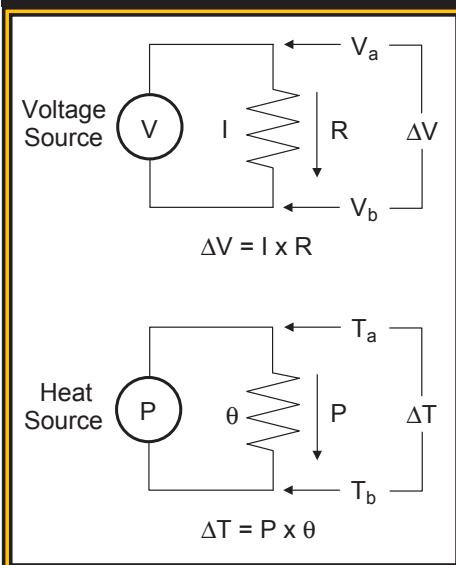 V_a
Voltage
Source
V
I
R
ΔV
V_b
ΔV = I x R
T_a
Heat
Source
P
θ
P
ΔT
T_b
ΔT = P x θ